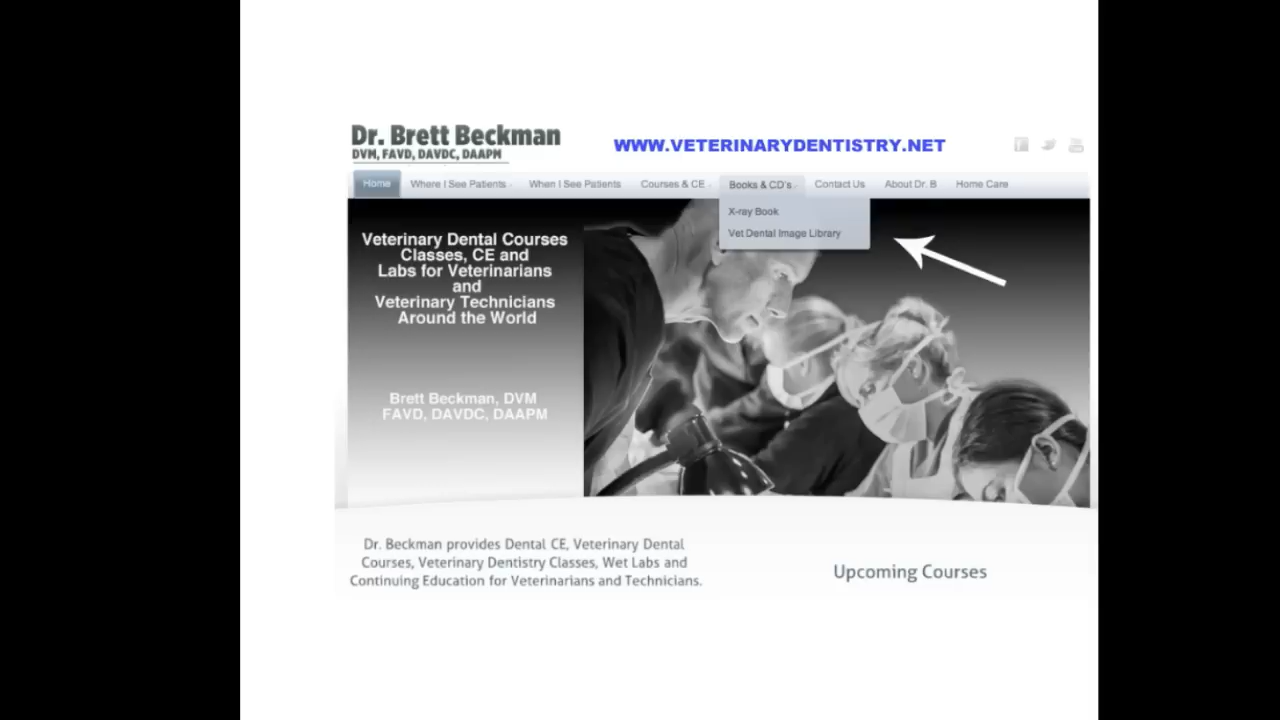 Dr. Brett Beckman
DVM, FAVD, DAVDC, DAAPM
WWW.VETERINARYDENTISTRY.NET
Home
Where I See Patients
When I See Patients
Courses & CE
Books & CD's
Contact Us
About Dr. B
Home Care
X-ray Book
Vet Dental Image Library
Veterinary Dental Courses
Classes, CE and
Labs for Veterinarians
and
Veterinary Technicians
Around the World
Brett Beckman, DVM
FAVD, DAVDC, DAAPM
Dr. Beckman provides Dental CE, Veterinary Dental
Courses, Veterinary Dentistry Classes, Wet Labs and
Continuing Education for Veterinarians and Technicians.
Upcoming Courses